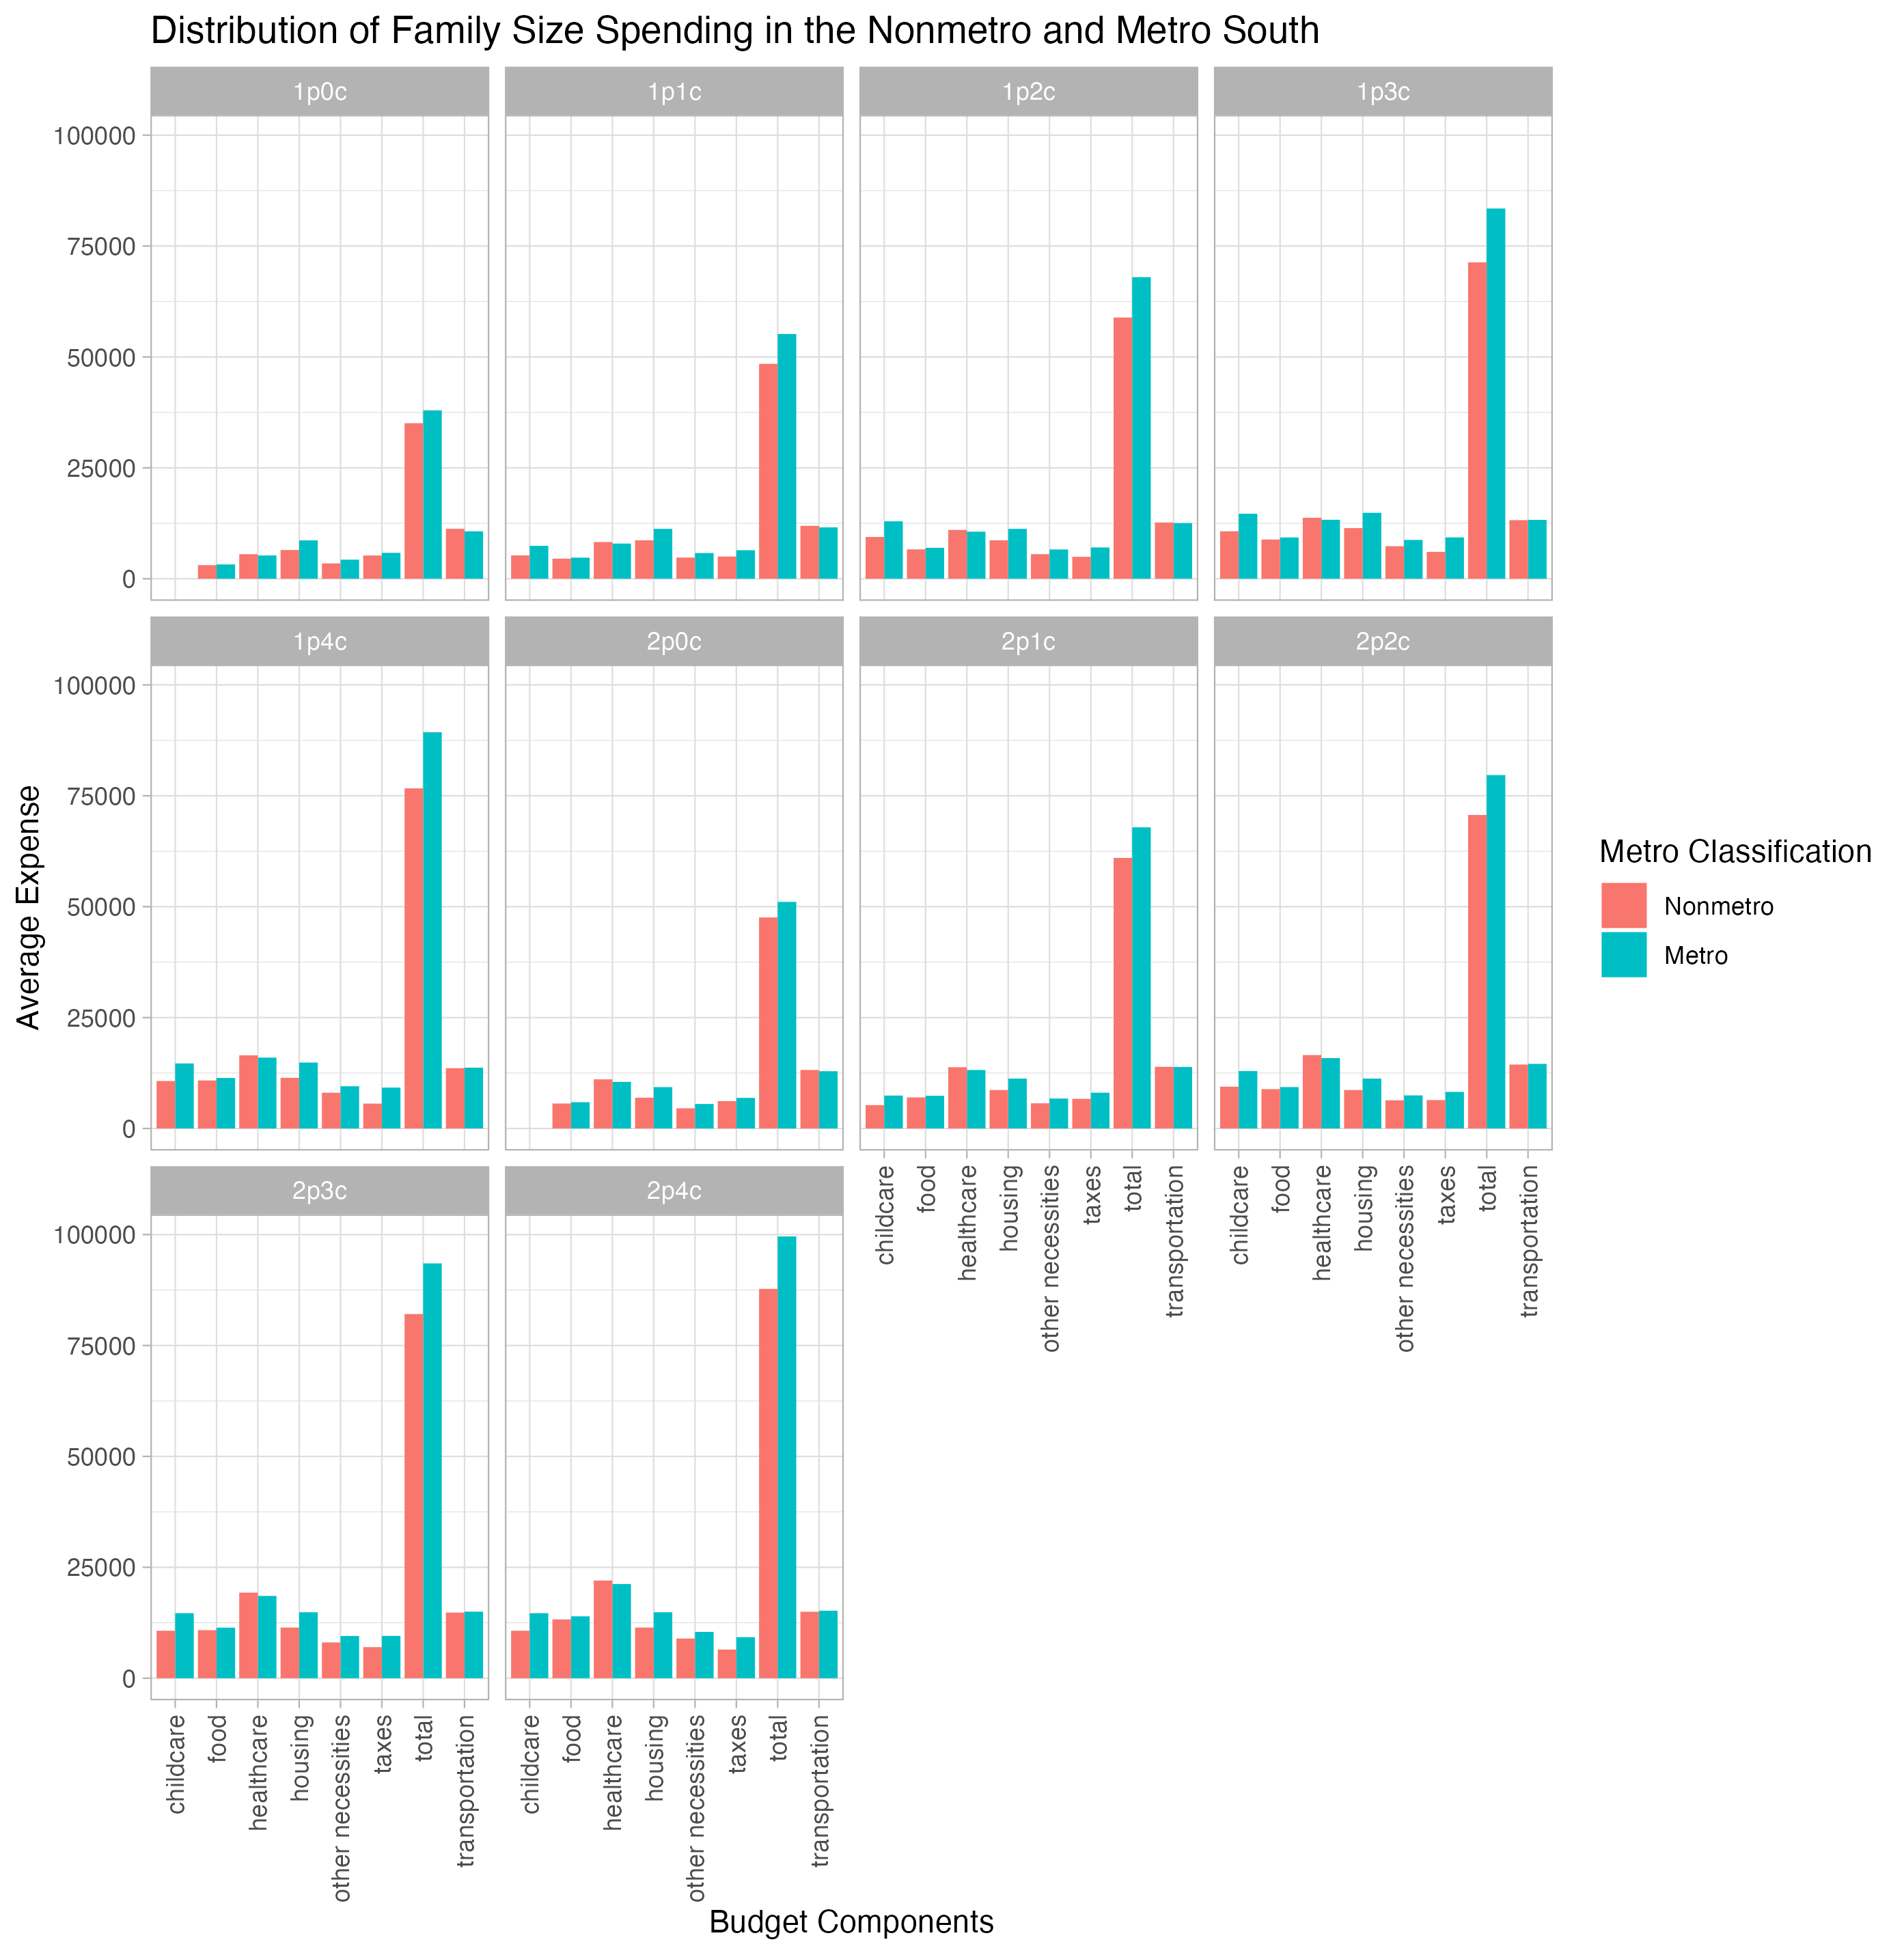 Distribution of Family Size Spending in the Nonmetro and Metro South
1p0c 1p1c 1p2c 1p3c
100000
75000
50000
25000
0
1p4c 2p0c 2p1c 2p2c
100000
75000
50000
25000
0
childcare food healthcare housing other necessities taxes total transportation
childcare food healthcare housing other necessities taxes total transportation
2p3c 2p4c
100000
75000
50000
25000
0
childcare food healthcare housing other necessities taxes total transportation
childcare food healthcare housing other necessities taxes total transportation
Average Expense
Budget Components
Metro Classification
Nonmetro
Metro